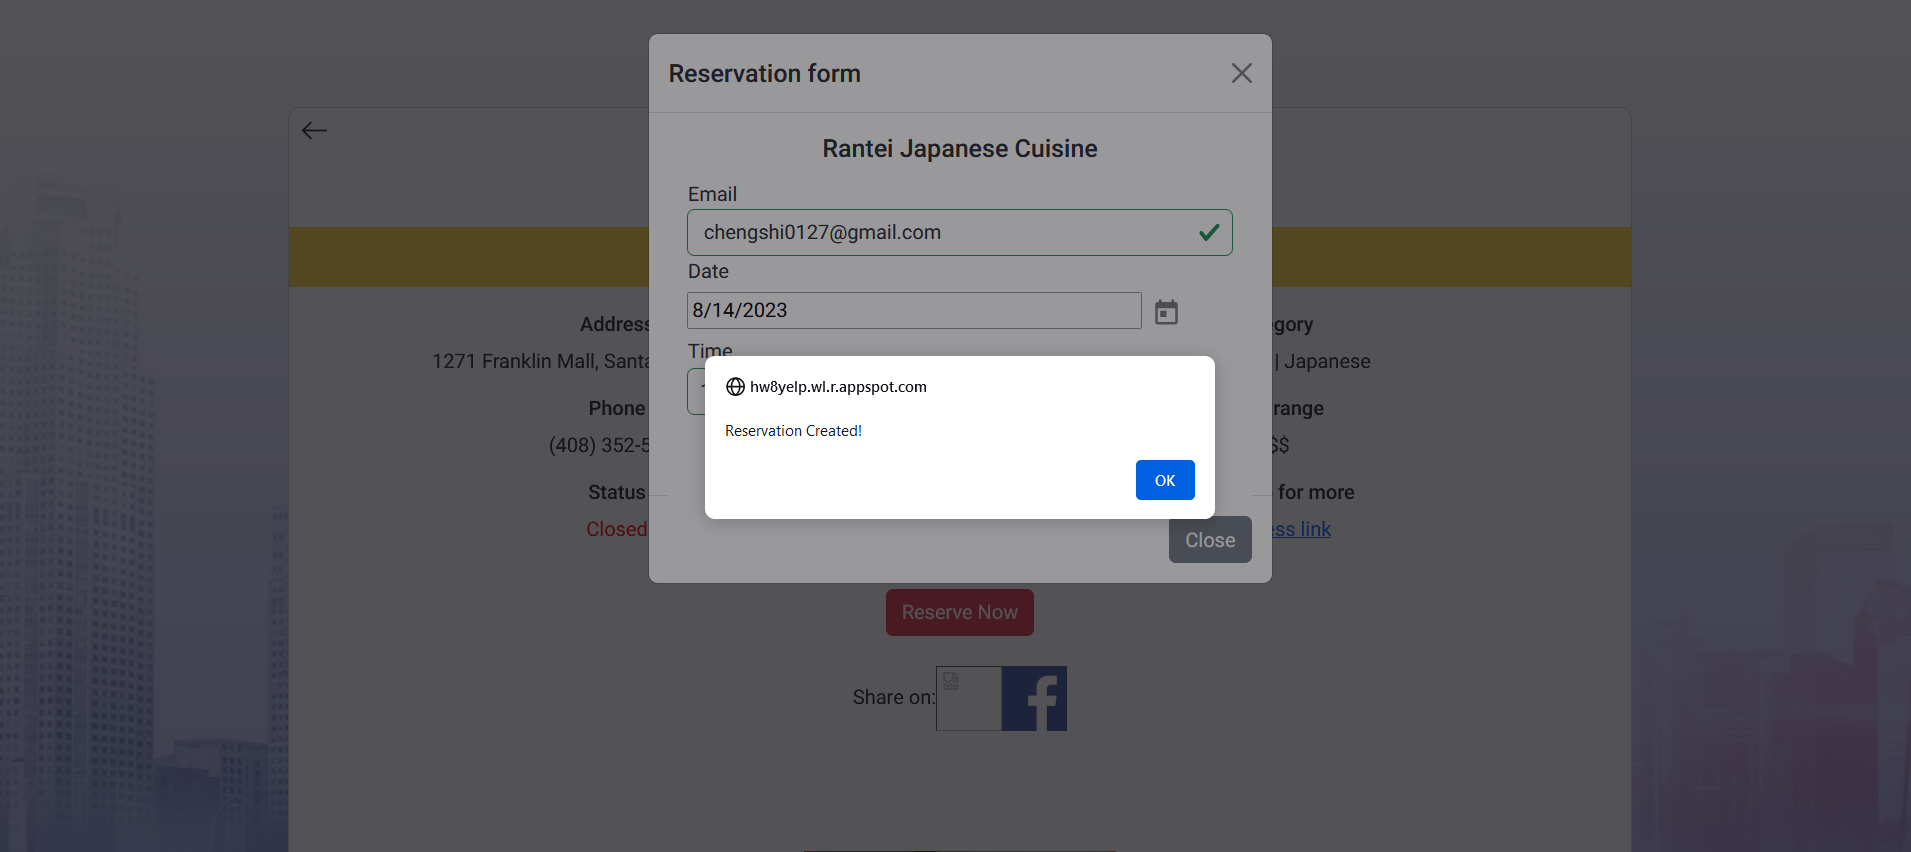 Reservation form
Rantei Japanese Cuisine
Email
chengshi0127@gmail.com
Date
8/14/2023
Time
hw8yelp.wl.r.appspot.com
Reservation Created!
OK
Close
Address
1271 Franklin Mall, Santa
Phone
(408) 352-5
Status
Closed
| Japanese
range
$$
for more
link
Reserve Now
Share on: